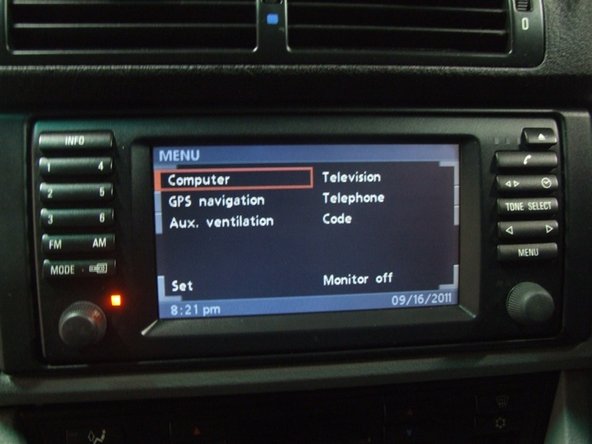 0
INFO
1 4
2 5
3 6
FM AM
MODE
MENU
Computer Television
GPS navigation Telephone
Aux. ventilation Code
Set Monitor off
8:21 pm 09/16/2011
TONE SELECT
MENU